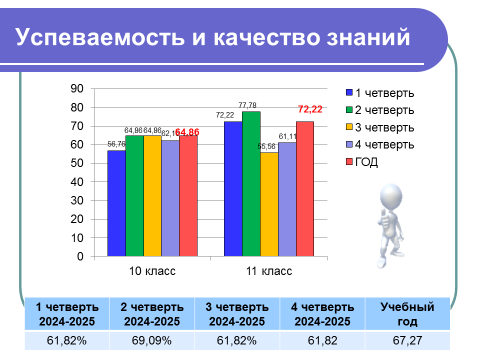 Успеваемость и качество знаний
90
80
70
60
50
40
30
20
10
0
56,76
64,86
64,86
64,86
72,22
77,78
55,56
61,11
72,22
10 класс
11 класс
1 четверть
2 четверть
3 четверть
4 четверть
ГОД
1 четверть 2024-2025
2 четверть 2024-2025
3 четверть 2024-2025
4 четверть 2024-2025
Учебный год
61,82%
69,09%
61,82%
61,82
67,27